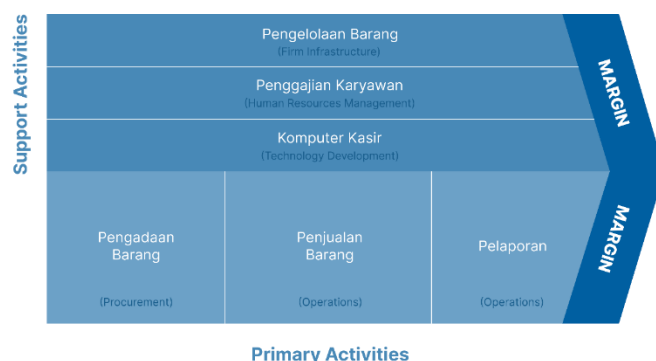 Support Activities
Pengelolaan Barang
(Firm Infrastructure)
Penggajian Karyawan
(Human Resources Management)
Komputer Kasir
(Technology Development)
MARGIN
Pengadaan
Barang
(Procurement)
Penjualan
Barang
(Operations)
Pelaporan
(Operations)
MARGIN
Primary Activities